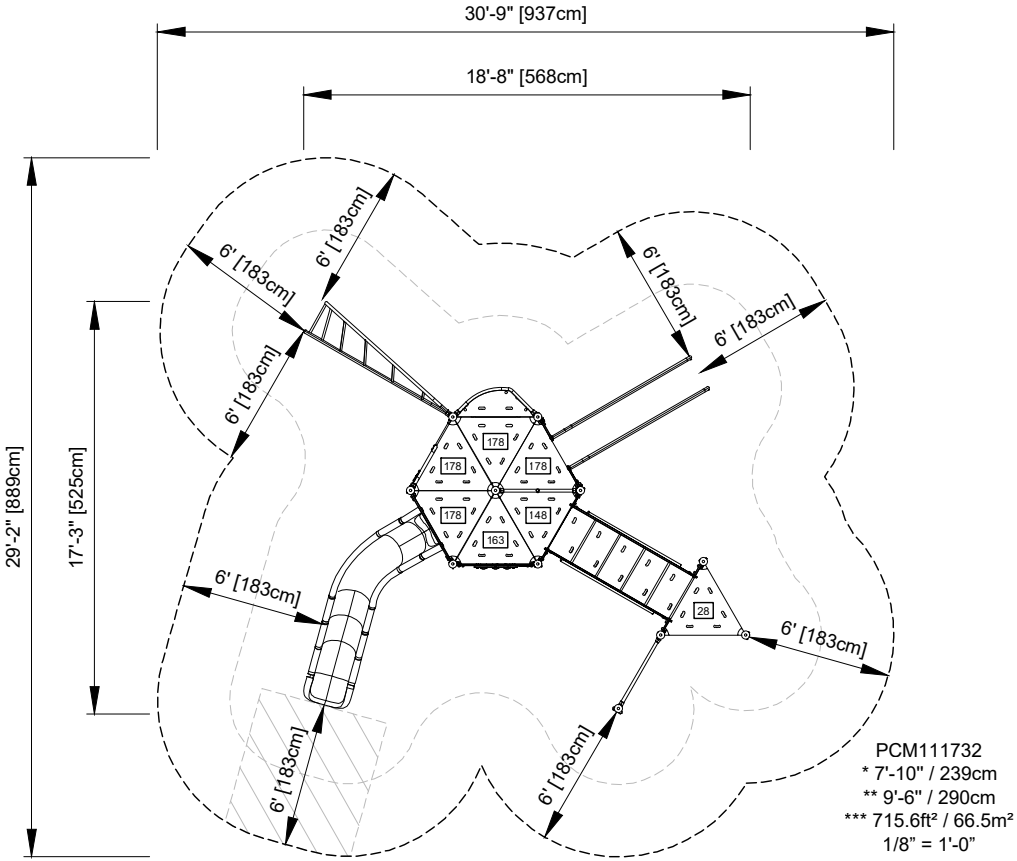 30'-9" [937cm]
18'-8" [568cm]
6' [183cm]
6' [183cm]
6' [183cm]
6' [183cm]
6' [183cm]
29'-2" [889cm]
17'-3" [525cm]
178
178
178
178
148
163
6' [183cm]
28
6' [183cm]
6' [183cm]
6' [183cm]
PCM111732
* 7'-10" / 239cm
** 9'-6" / 290cm
*** 715.6ft² / 66.5m²
1/8” = 1'-0”